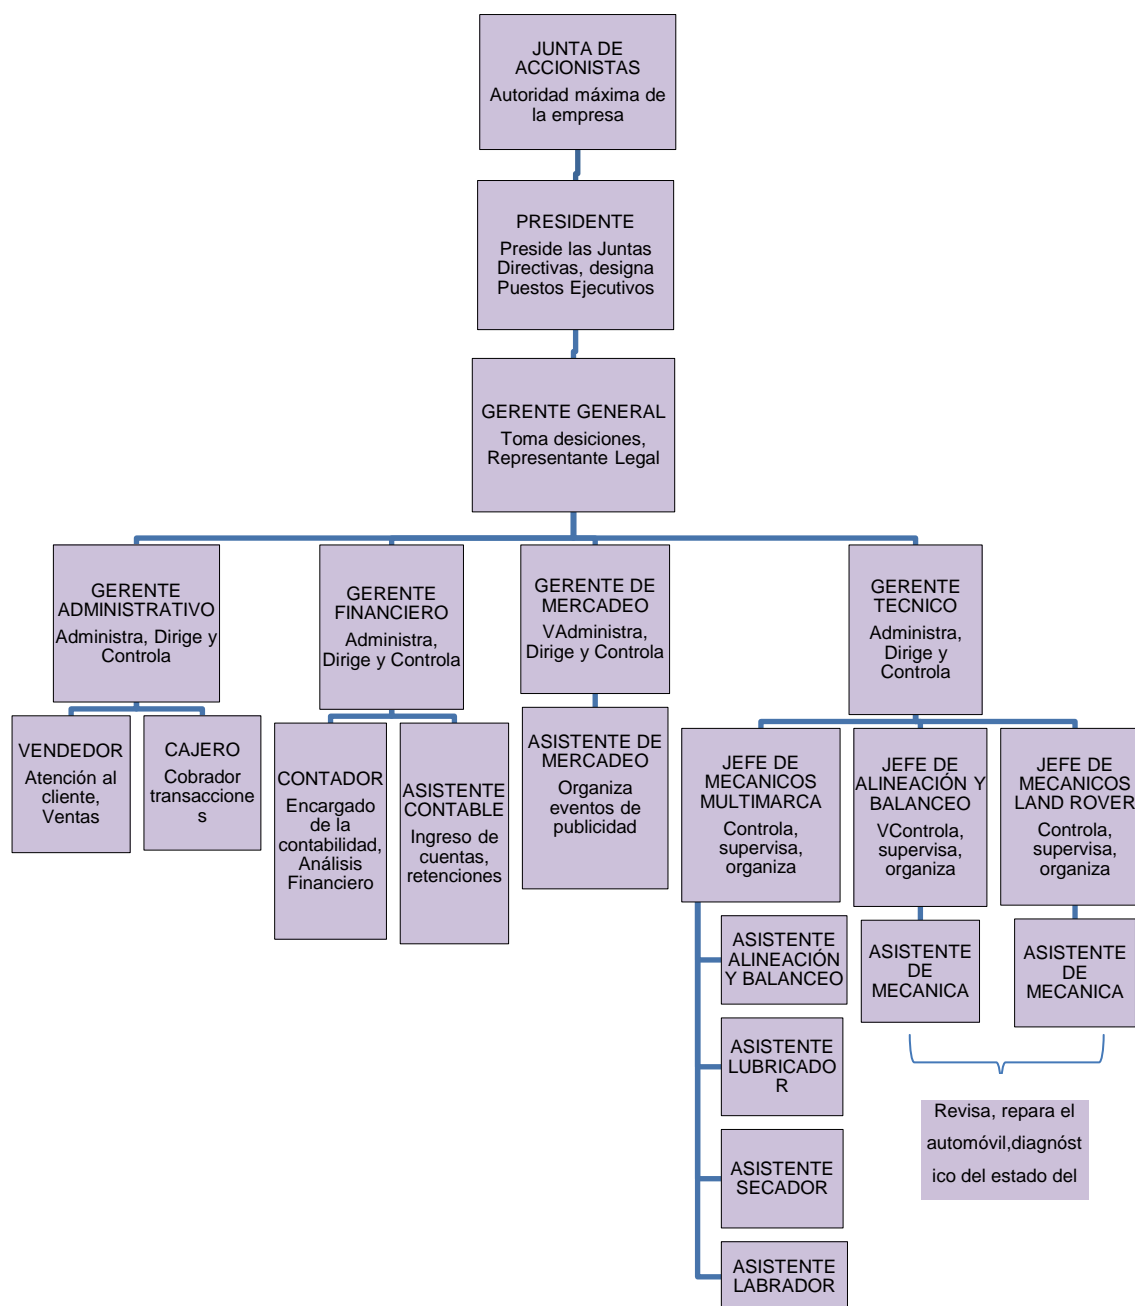 JUNTA DE
ACCIONISTAS
Autoridad máxima de
la empresa
PRESIDENTE
Preside las Juntas
Directivas, designa
Puestos Ejecutivos
GERENTE GENERAL
Toma desiciones,
Representante Legal
GERENTE
ADMINISTRATIVO
Administra, Dirige y
Controla
GERENTE
FINANCIERO
Administra,
Dirige y Controla
GERENTE DE
MERCADEO
VAdministra,
Dirige y Controla
GERENTE
TECNICO
Administra,
Dirige y
Controla
VENDEDOR
Atención al
cliente,
Ventas
CAJERO
Cobrador
transaccione
s
CONTADOR
Encargado
de la
contabilidad,
Análisis
Financiero
ASISTENTE
CONTABLE
Ingreso de
cuentas,
retenciones
ASISTENTE DE
MERCADEO
Organiza
eventos de
publicidad
JEFE DE
MECANICOS
MULTIMARCA
Controla,
supervisa,
organiza
JEFE DE
ALINEACIÓN Y
BALANCEO
VControla,
supervisa,
organiza
JEFE DE
MECANICOS
LAND ROVER
Controla,
supervisa,
organiza
ASISTENTE
ALINEACIÓN
Y BALANCEO
ASISTENTE
LUBRICADO
R
ASISTENTE
SECADOR
ASISTENTE
LABRADOR
ASISTENTE
DE
MECANICA
ASISTENTE
DE
MECANICA
Revisa, repara el
automóvil,diagnóst
ico del estado del